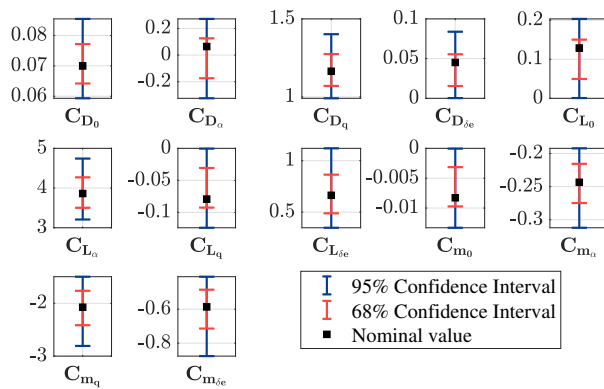 0.08
0.06
C_{D_0}
0.2
0
-0.2
C_{D_α}
1.5
1
C_{D_q}
0.1
0.05
0
C_{D_{δe}}
0.2
0.1
0
C_{L_0}
5
4
3
C_{L_α}
0
-0.05
-0.1
C_{L_q}
1
0.5
C_{L_{δe}}
0
-0.005
-0.01
C_{m_0}
-0.2
-0.25
-0.3
C_{m_α}
-2
-3
C_{m_q}
-0.6
-0.8
C_{m_{δe}}
95% Confidence Interval
68% Confidence Interval
Nominal value